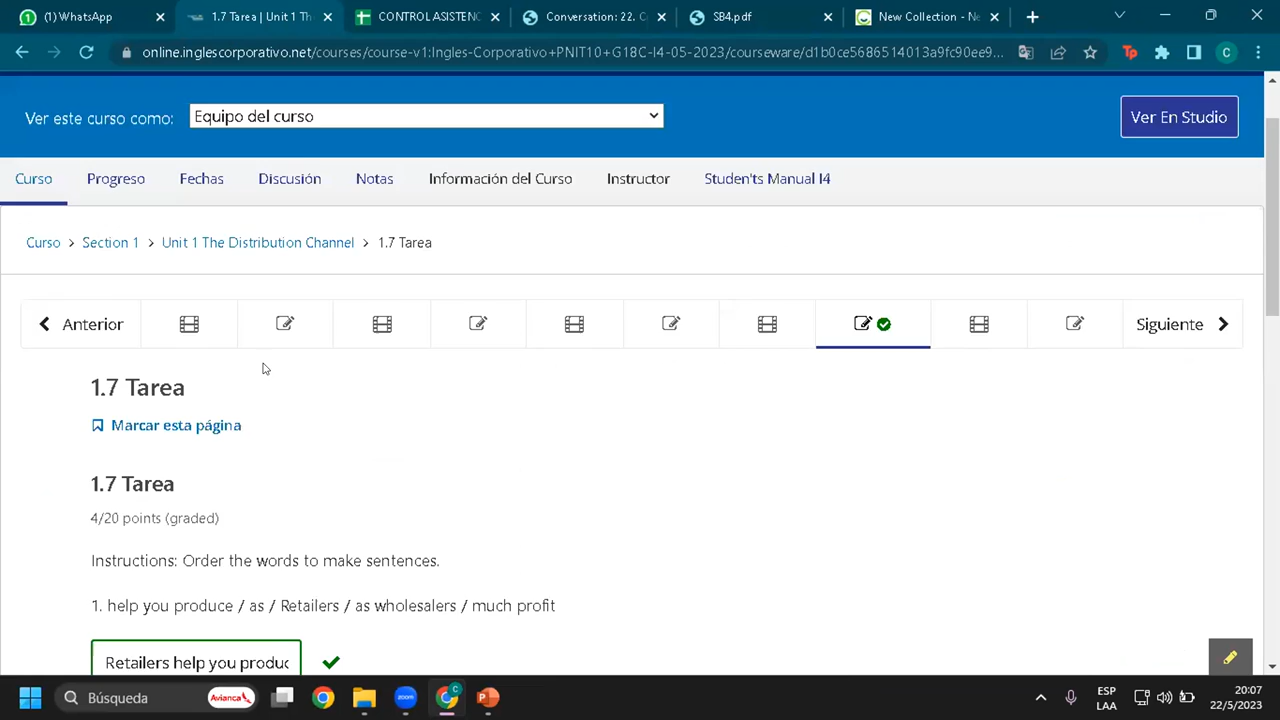 (1) WhatsApp
1.7 Tarea | Unit 1 Th
CONTROL ASISTENC
Conversation: 22. C
SB4.pdf
New Collection - Ne
online.inglescorporativo.net/courses/course-v1:Ingles-Corporativo+PNIT10+G18C-I4-05-2023/courseware/d1b0ce5686514013a9fc90ee9...
C
Ver este curso como:
Equipo del curso
Ver En Studio
Curso
Progreso
Fechas
Discusión
Notas
Información del Curso
Instructor
Studen'ts Manual I4
Curso > Section 1 > Unit 1 The Distribution Channel > 1.7 Tarea
Anterior
Siguiente
1.7 Tarea
Marcar esta página
1.7 Tarea
4/20 points (graded)
Instructions: Order the words to make sentences.
1. help you produce / as / Retailers / as wholesalers / much profit
Retailers help you produc
Búsqueda
Avianca
zoom
C
ESP
LAA
20:07
22/5/2023